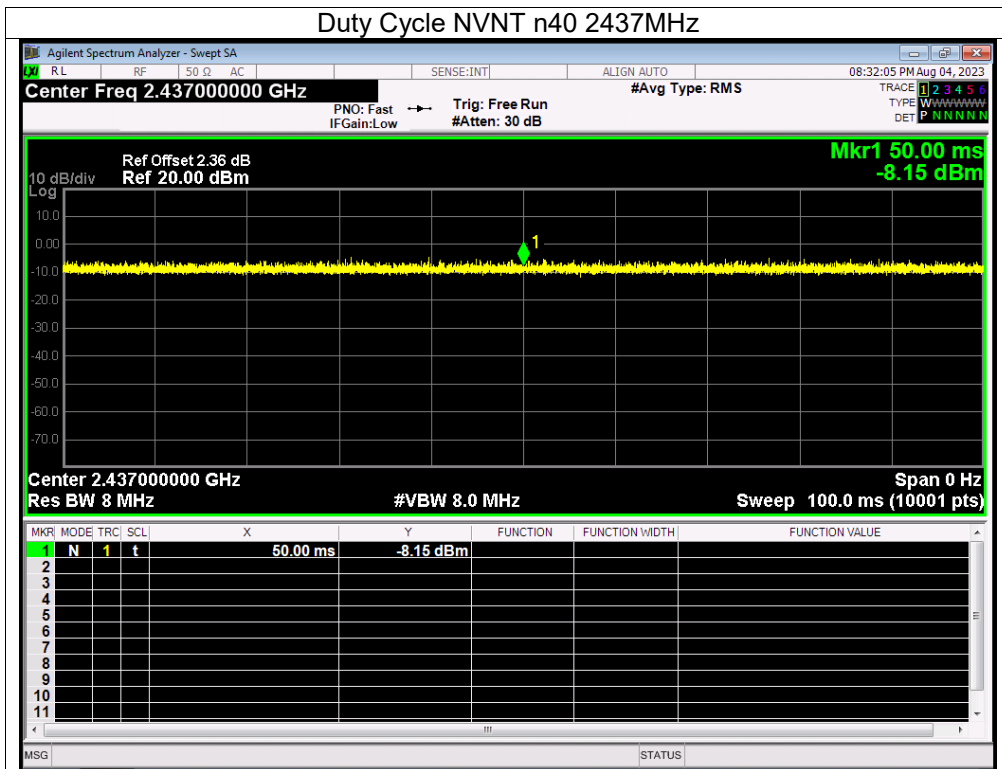 Duty Cycle NVNT n40 2437MHz
Agilent Spectrum Analyzer - Swept SA
LXI RL RF 50 Ω AC SENSE:INT ALIGN AUTO 08:32:05 PM Aug 04, 2023
Center Freq 2.437000000 GHz #Avg Type: RMS TRACE 1 2 3 4 5 6
PNO: Fast Trig: Free Run TYPE WWWWWW
IFGain:Low #Atten: 30 dB DET P N N N N N
Mkr1 50.00 ms
Ref Offset 2.36 dB
10 dB/div Ref 20.00 dBm -8.15 dBm
Log
10.0
0.00
1
-10.0
-20.0
-30.0
-40.0
-50.0
-60.0
-70.0
Center 2.437000000 GHz Span 0 Hz
Res BW 8 MHz #VBW 8.0 MHz Sweep 100.0 ms (10001 pts)
MKR MODE TRC SCL X Y FUNCTION FUNCTION WIDTH FUNCTION VALUE
1 N 1 t 50.00 ms -8.15 dBm
2
3
4
5
6
7
8
9
10
11
MSG STATUS